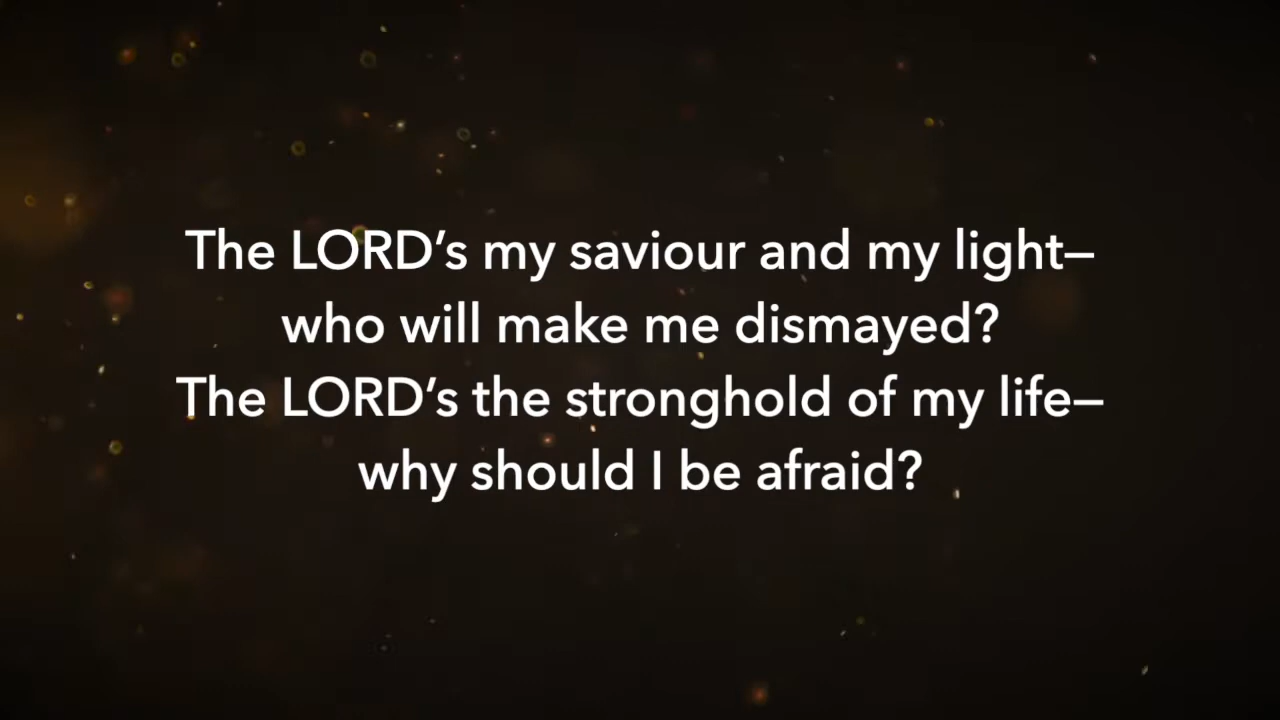 The LORD’s my saviour and my light—
who will make me dismayed?
The LORD’s the stronghold of my life—
why should I be afraid?